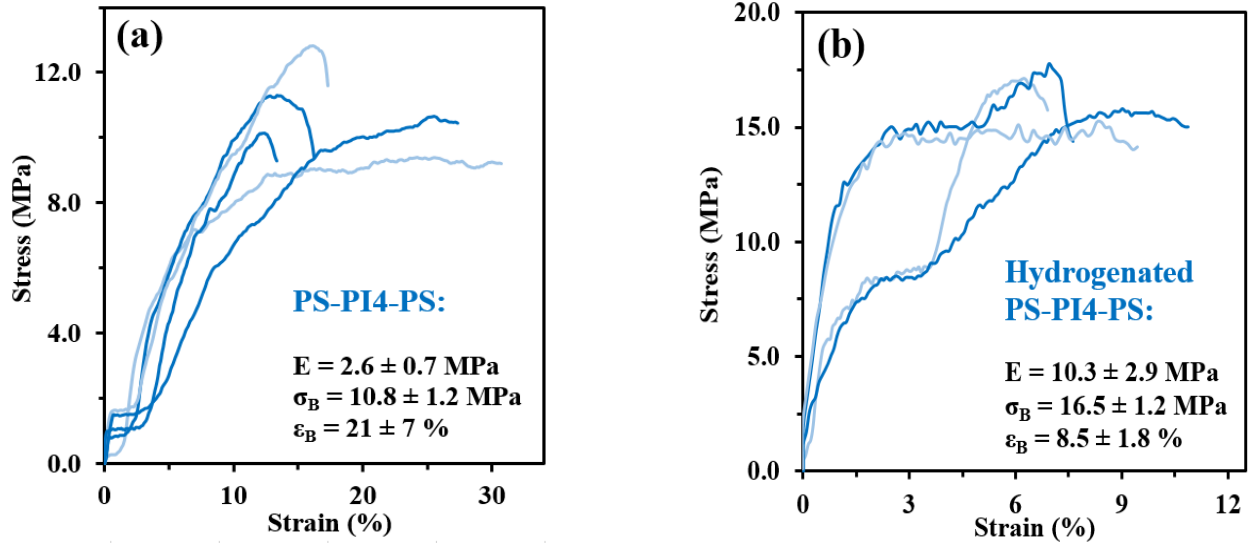 (a)
Stress (MPa)
12.0
8.0
4.0
0.0
PS-PI4-PS:
E = 2.6 ± 0.7 MPa
σB = 10.8 ± 1.2 MPa
εB = 21 ± 7 %
0 10 20 30
Strain (%)
(b)
Stress (MPa)
20.0
15.0
10.0
5.0
0.0
Hydrogenated
PS-PI4-PS:
E = 10.3 ± 2.9 MPa
σB = 16.5 ± 1.2 MPa
εB = 8.5 ± 1.8 %
0 3 6 9 12
Strain (%)